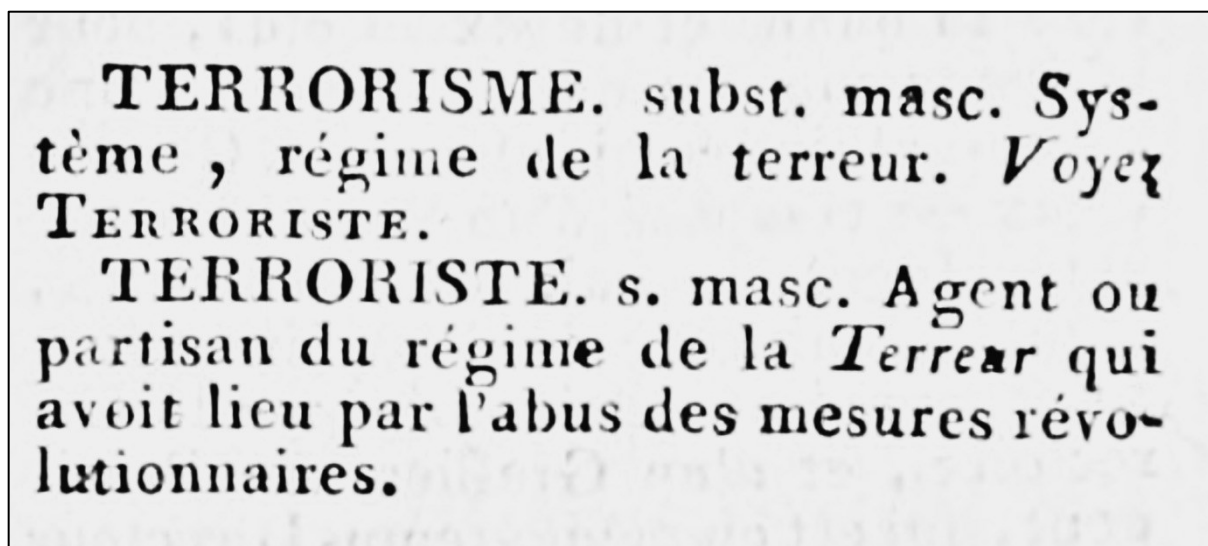 TERRORISME. subst. masc. Sys-
tème, régime de la terreur. Voyez
TERRORISTE.
TERRORISTE. s. masc. Agent ou
partisan du régime de la Terreur qui
avoit lieu par l'abus des mesures révo-
lutionnaires.